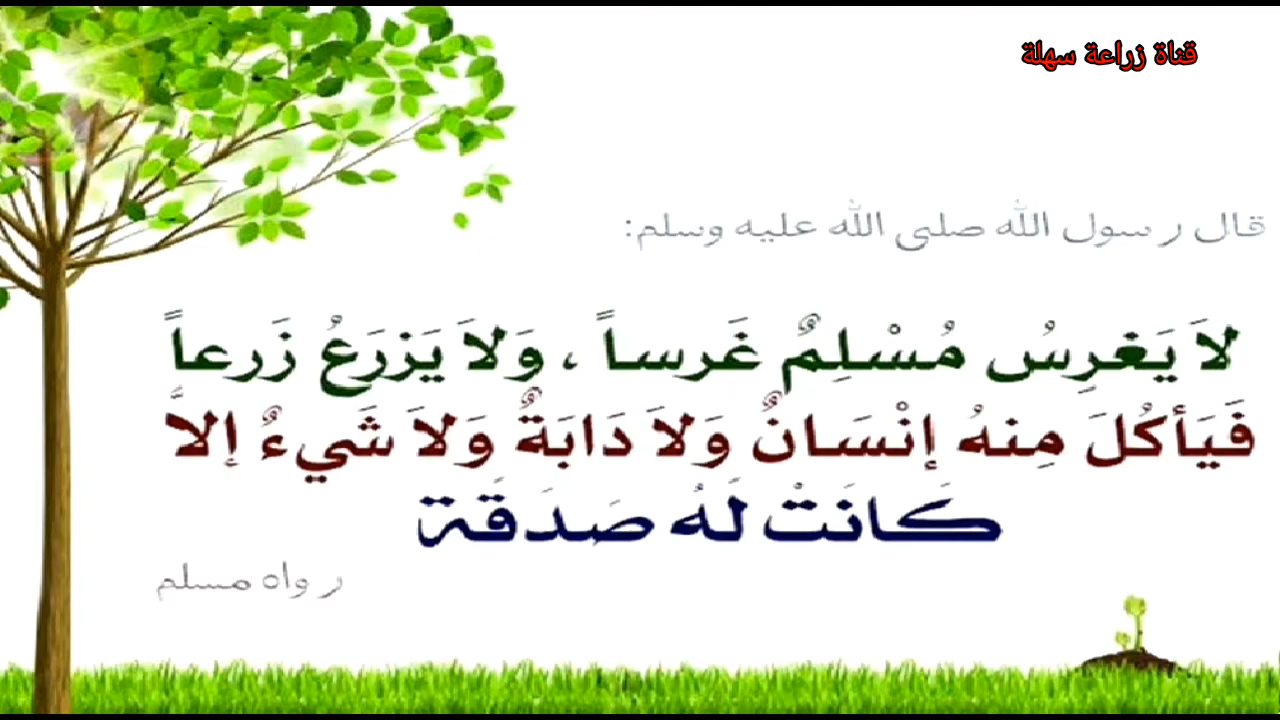 قناة زراعة سهلة
قال رسول الله صلى الله عليه وسلم:
لاَ يَغرِسُ مُسْلِمٌ غَرساً ، وَلاَ يَزرَعُ زَرعاً
فَيَأكُلَ مِنهُ إنْسَانٌ وَلاَ دَابَةٌ وَلاَ شَيءٌ إلاَّ
كَانَتْ لَهُ صَدَقَة
رواه مسلم